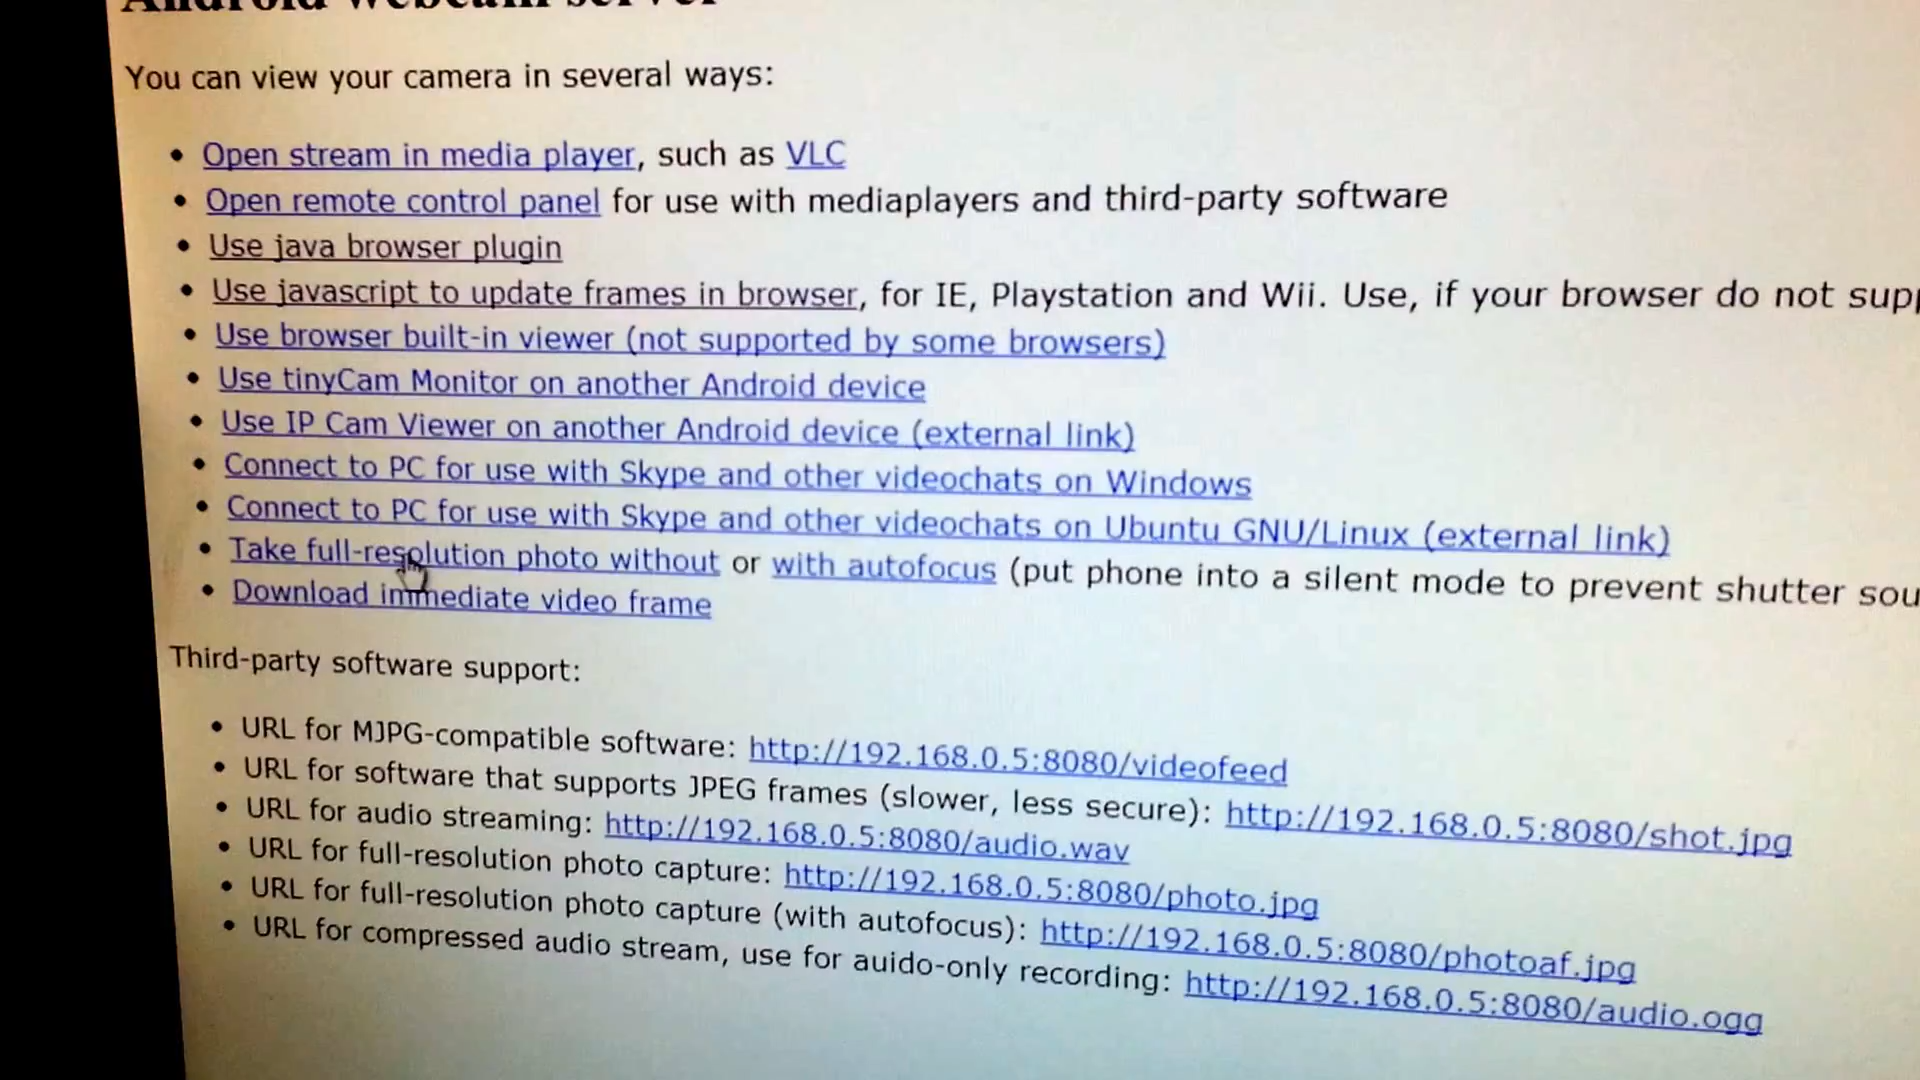 Android webcam server
You can view your camera in several ways:
Open stream in media player, such as VLC
Open remote control panel for use with mediaplayers and third-party software
Use java browser plugin
Use javascript to update frames in browser, for IE, Playstation and Wii. Use, if your browser do not supp
Use browser built-in viewer (not supported by some browsers)
Use tinyCam Monitor on another Android device
Use IP Cam Viewer on another Android device (external link)
Connect to PC for use with Skype and other videochats on Windows
Connect to PC for use with Skype and other videochats on Ubuntu GNU/Linux (external link)
Take full-resolution photo without or with autofocus (put phone into a silent mode to prevent shutter sou
Download immediate video frame
Third-party software support:
URL for MJPG-compatible software: http://192.168.0.5:8080/videofeed
URL for software that supports JPEG frames (slower, less secure): http://192.168.0.5:8080/shot.jpg
URL for audio streaming: http://192.168.0.5:8080/audio.wav
URL for full-resolution photo capture: http://192.168.0.5:8080/photo.jpg
URL for full-resolution photo capture (with autofocus): http://192.168.0.5:8080/photoaf.jpg
URL for compressed audio stream, use for auido-only recording: http://192.168.0.5:8080/audio.ogg